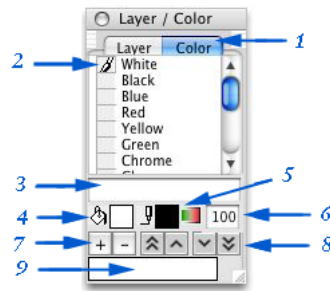 Layer / Color
1
Layer Color
2
White
Black
Blue
Red
Yellow
Green
Chrome
3
5
4
100
6
7
+ -
8
9